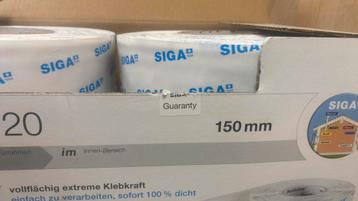 SIGA SIGA
SIGA SIGA
SIGA
Guaranty
20
150 mm
SIGA
im Innen-Bereich
vollflächig extreme Klebkraft
einfach zu verarbeiten, sofort 100 % dicht